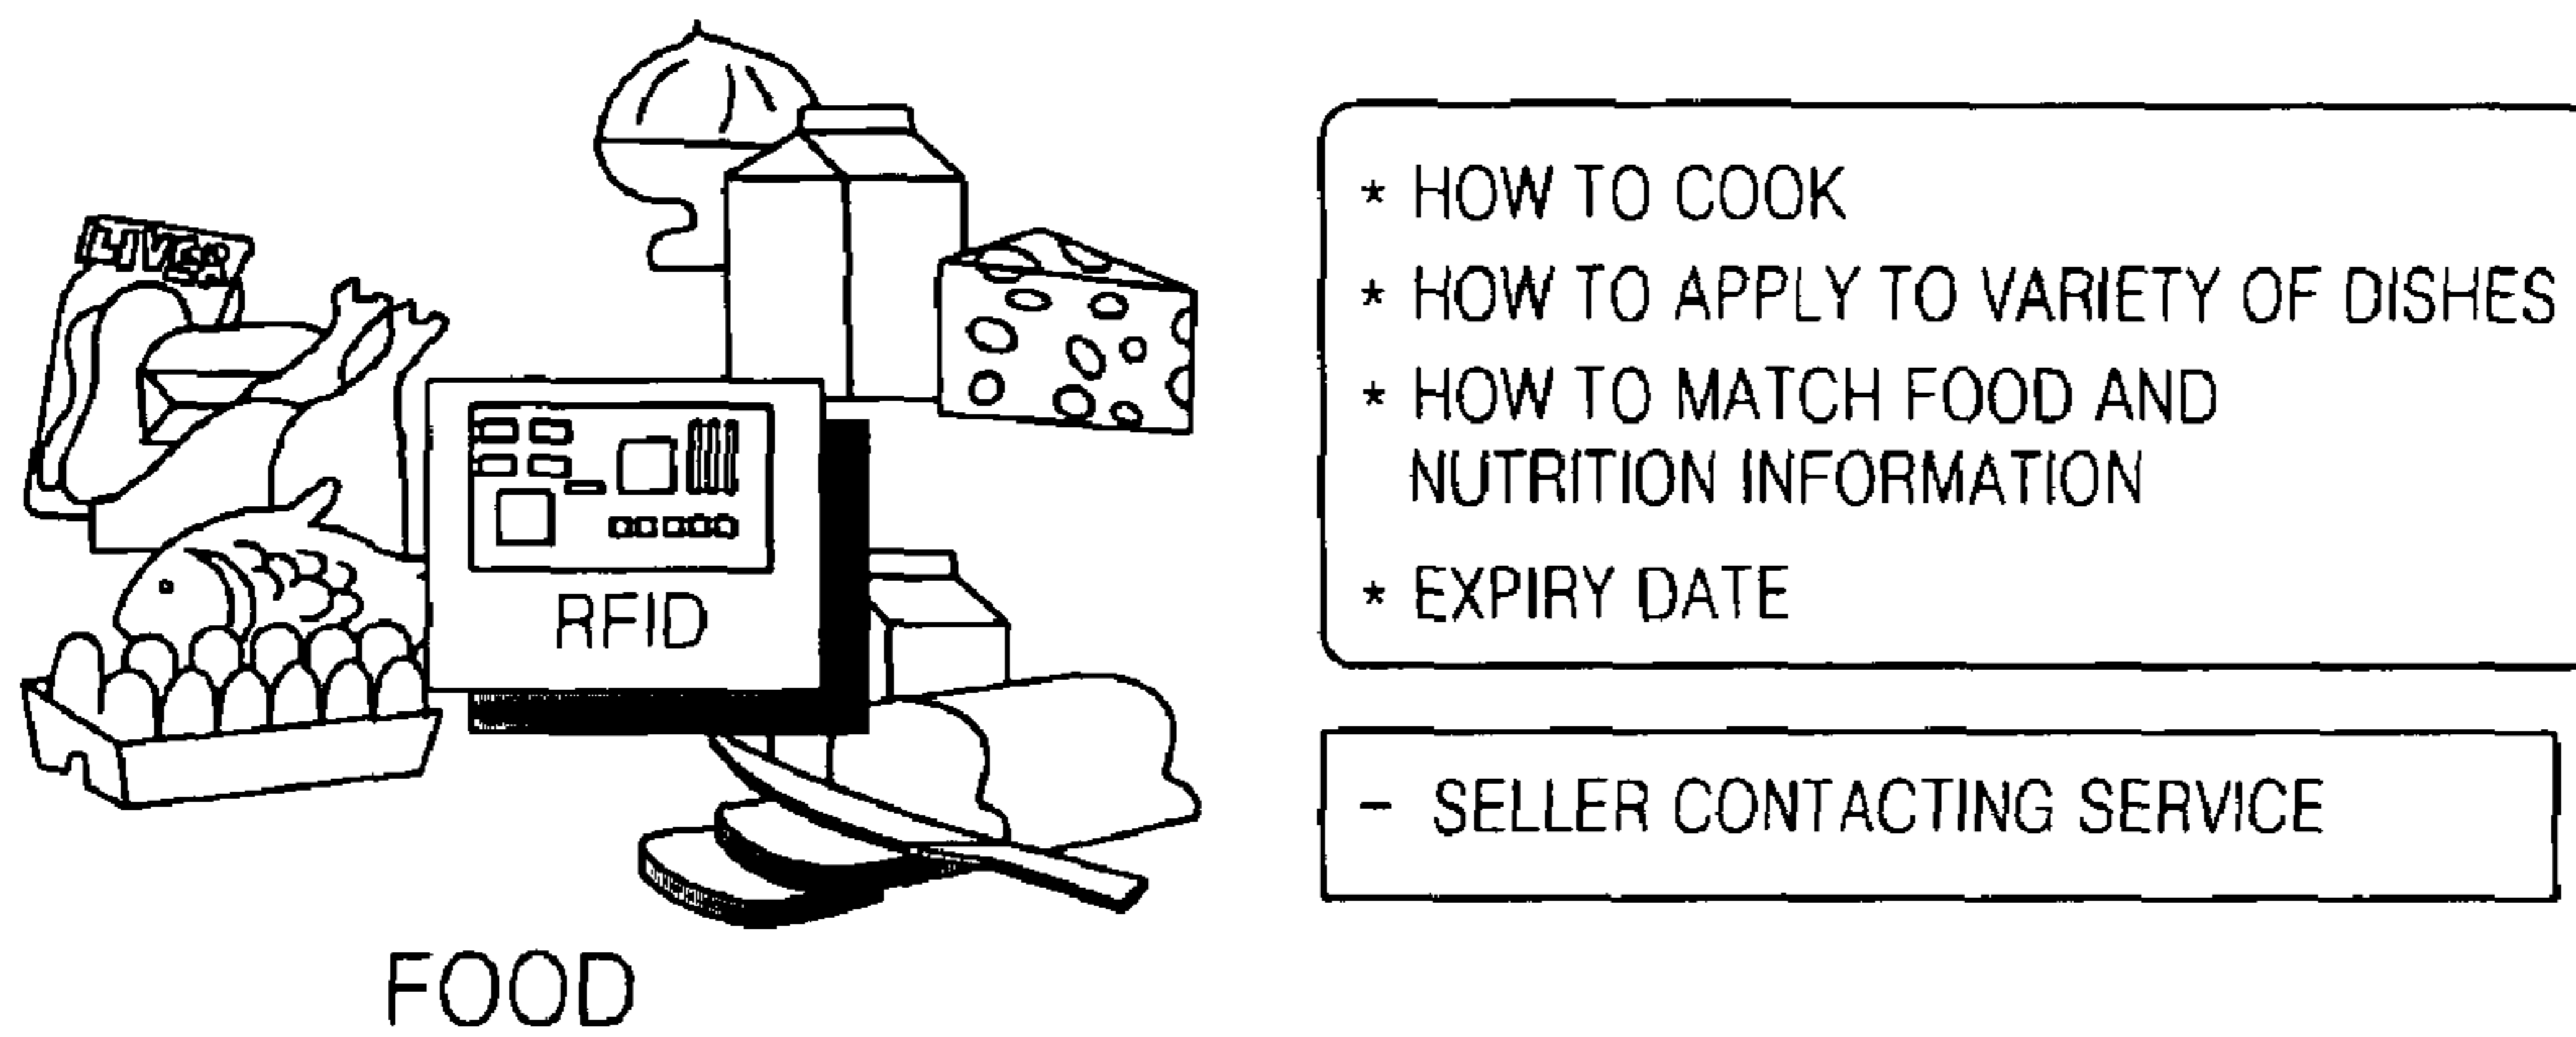 LIVER
RFID
FOOD
* HOW TO COOK
* HOW TO APPLY TO VARIETY OF DISHES
* HOW TO MATCH FOOD AND
NUTRITION INFORMATION
* EXPIRY DATE
- SELLER CONTACTING SERVICE